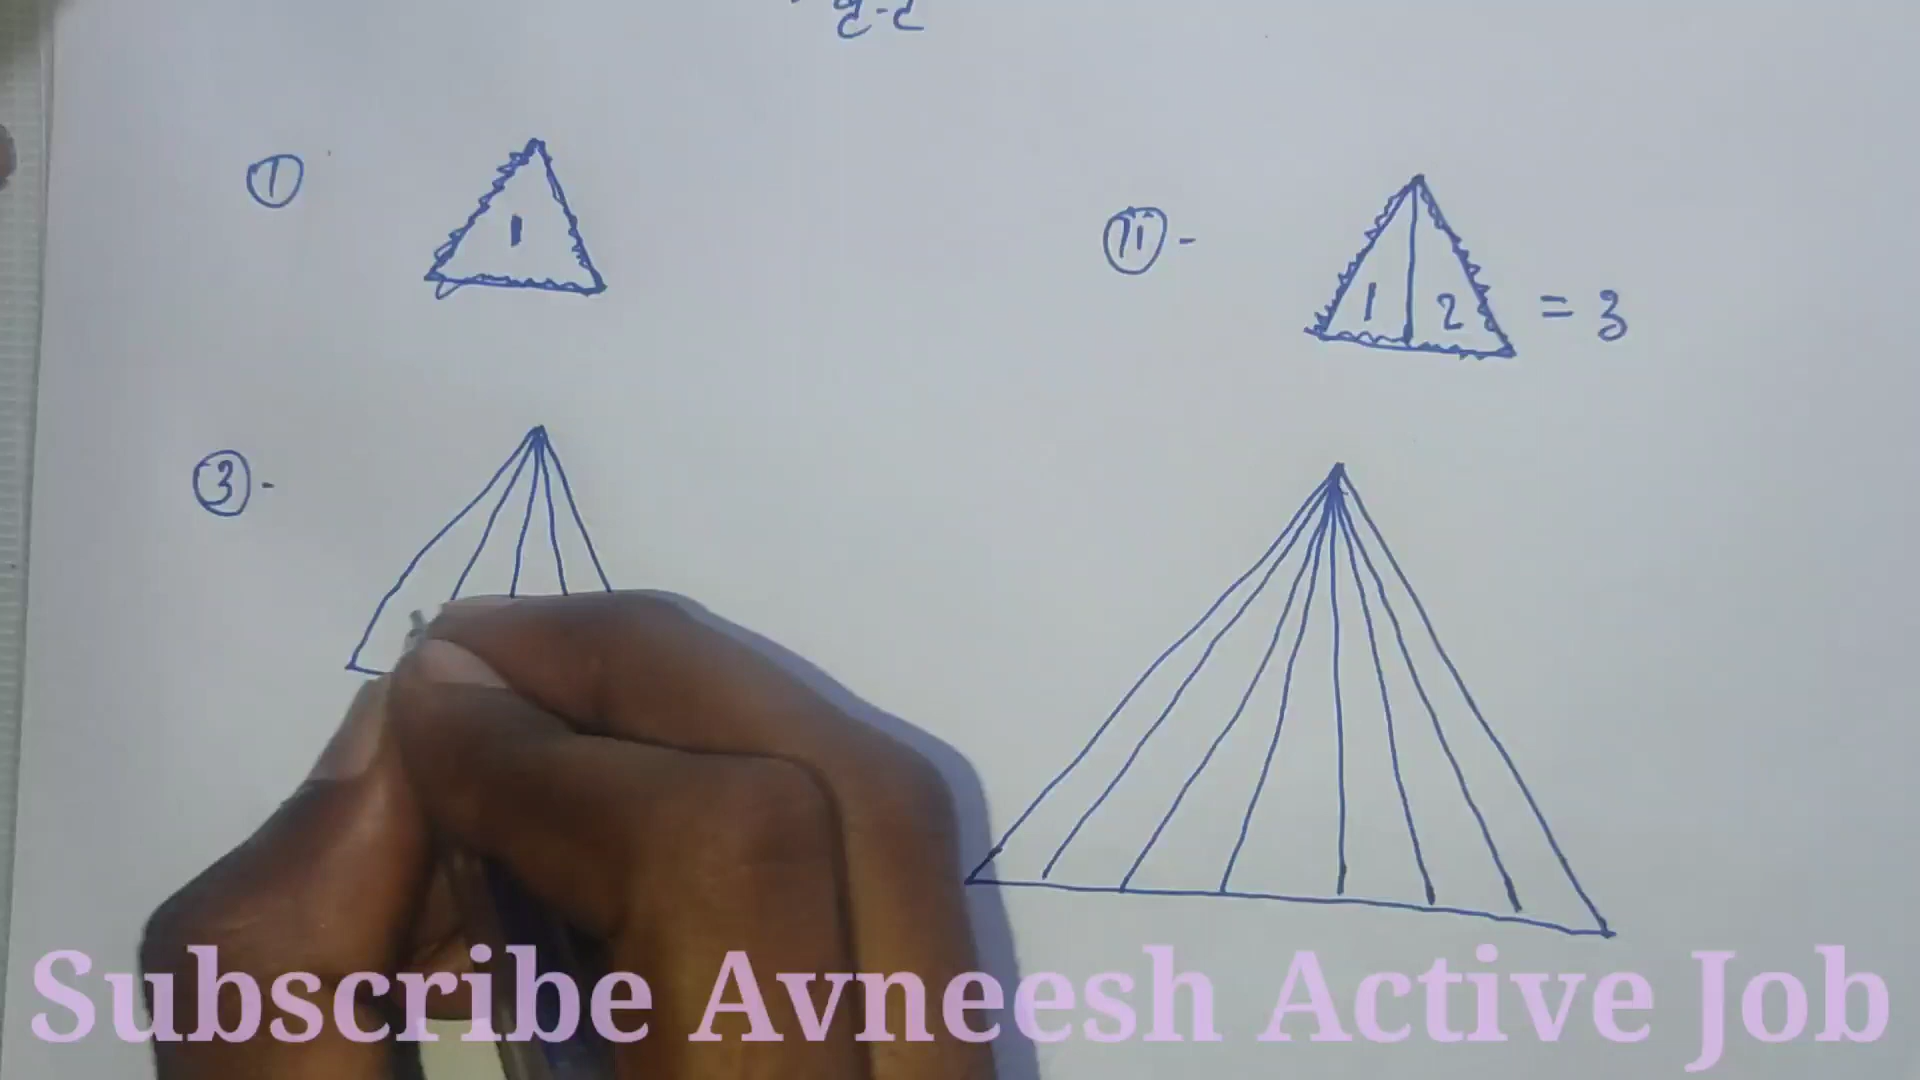 ①
1
(ii) -
1 2 = 3
③ -
Subscribe Avneesh Active Job